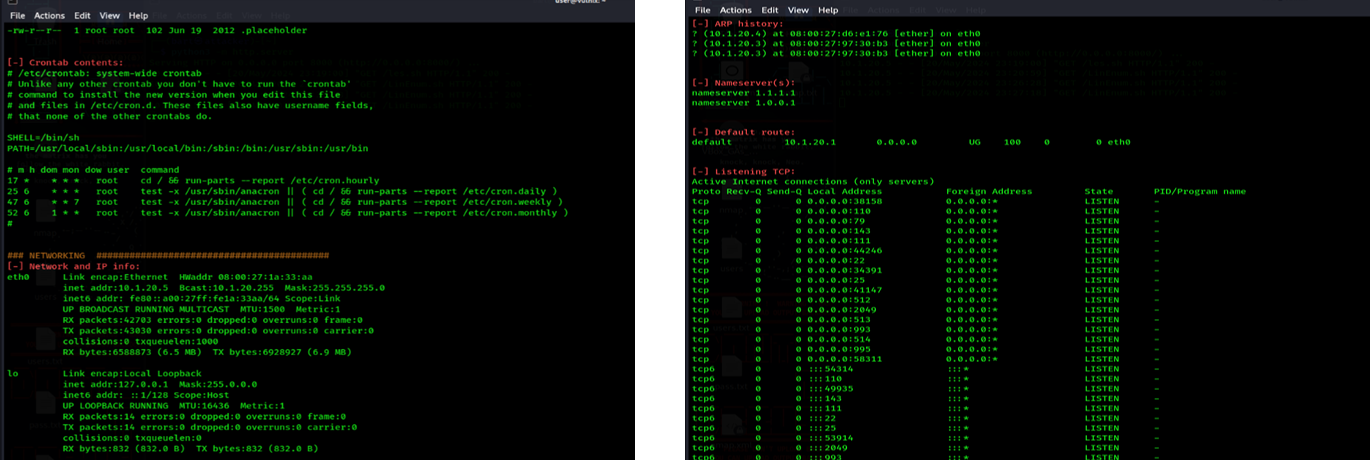 user@vulnix: ~
File Actions Edit View Help
-rw-r--r-- 1 root root 102 Jun 19 2012 .placeholder
[-] Crontab contents:
# /etc/crontab: system-wide crontab
# Unlike any other crontab you don't have to run the `crontab'
# command to install the new version when you edit this file
# and files in /etc/cron.d. These files also have username fields,
# that none of the other crontabs do.
SHELL=/bin/sh
PATH=/usr/local/sbin:/usr/local/bin:/sbin:/bin:/usr/sbin:/usr/bin
# m h dom mon dow user command
17 * * * * root cd / && run-parts --report /etc/cron.hourly
25 6 * * * root test -x /usr/sbin/anacron || ( cd / && run-parts --report /etc/cron.daily )
47 6 * * 7 root test -x /usr/sbin/anacron || ( cd / && run-parts --report /etc/cron.weekly )
52 6 1 * * root test -x /usr/sbin/anacron || ( cd / && run-parts --report /etc/cron.monthly )
#
### NETWORKING ##########################################
[-] Network and IP info:
eth0 Link encap:Ethernet HWaddr 08:00:27:1a:33:aa
inet addr:10.1.20.5 Bcast:10.1.20.255 Mask:255.255.255.0
inet6 addr: fe80::a00:27ff:fe1a:33aa/64 Scope:Link
UP BROADCAST RUNNING MULTICAST MTU:1500 Metric:1
RX packets:42703 errors:0 dropped:0 overruns:0 frame:0
TX packets:43030 errors:0 dropped:0 overruns:0 carrier:0
collisions:0 txqueuelen:1000
RX bytes:6588873 (6.5 MB) TX bytes:6928927 (6.9 MB)
lo Link encap:Local Loopback
inet addr:127.0.0.1 Mask:255.0.0.0
inet6 addr: ::1/128 Scope:Host
UP LOOPBACK RUNNING MTU:16436 Metric:1
RX packets:14 errors:0 dropped:0 overruns:0 frame:0
TX packets:14 errors:0 dropped:0 overruns:0 carrier:0
collisions:0 txqueuelen:0
RX bytes:832 (832.0 B) TX bytes:832 (832.0 B)
File Actions Edit View Help
[-] ARP history:
? (10.1.20.4) at 08:00:27:d6:e1:76 [ether] on eth0
? (10.1.20.3) at 08:00:27:97:30:b3 [ether] on eth0
? (10.1.20.3) at 08:00:27:97:30:b3 [ether] on eth0
[-] Nameserver(s):
nameserver 1.1.1.1
nameserver 1.0.0.1
[-] Default route:
default 10.1.20.1 0.0.0.0 UG 100 0 0 eth0
[-] Listening TCP:
Active Internet connections (only servers)
Proto Recv-Q Send-Q Local Address Foreign Address State PID/Program name
tcp 0 0 0.0.0.0:38158 0.0.0.0:* LISTEN -
tcp 0 0 0.0.0.0:110 0.0.0.0:* LISTEN -
tcp 0 0 0.0.0.0:79 0.0.0.0:* LISTEN -
tcp 0 0 0.0.0.0:143 0.0.0.0:* LISTEN -
tcp 0 0 0.0.0.0:111 0.0.0.0:* LISTEN -
tcp 0 0 0.0.0.0:44246 0.0.0.0:* LISTEN -
tcp 0 0 0.0.0.0:22 0.0.0.0:* LISTEN -
tcp 0 0 0.0.0.0:34391 0.0.0.0:* LISTEN -
tcp 0 0 0.0.0.0:25 0.0.0.0:* LISTEN -
tcp 0 0 0.0.0.0:41147 0.0.0.0:* LISTEN -
tcp 0 0 0.0.0.0:512 0.0.0.0:* LISTEN -
tcp 0 0 0.0.0.0:2049 0.0.0.0:* LISTEN -
tcp 0 0 0.0.0.0:513 0.0.0.0:* LISTEN -
tcp 0 0 0.0.0.0:993 0.0.0.0:* LISTEN -
tcp 0 0 0.0.0.0:514 0.0.0.0:* LISTEN -
tcp 0 0 0.0.0.0:995 0.0.0.0:* LISTEN -
tcp 0 0 0.0.0.0:58311 0.0.0.0:* LISTEN -
tcp6 0 0 :::54314 :::* LISTEN -
tcp6 0 0 :::110 :::* LISTEN -
tcp6 0 0 :::49935 :::* LISTEN -
tcp6 0 0 :::143 :::* LISTEN -
tcp6 0 0 :::111 :::* LISTEN -
tcp6 0 0 :::22 :::* LISTEN -
tcp6 0 0 :::25 :::* LISTEN -
tcp6 0 0 :::53914 :::* LISTEN -
tcp6 0 0 :::2049 :::* LISTEN -
tcp6 0 0 :::993 :::* LISTEN -